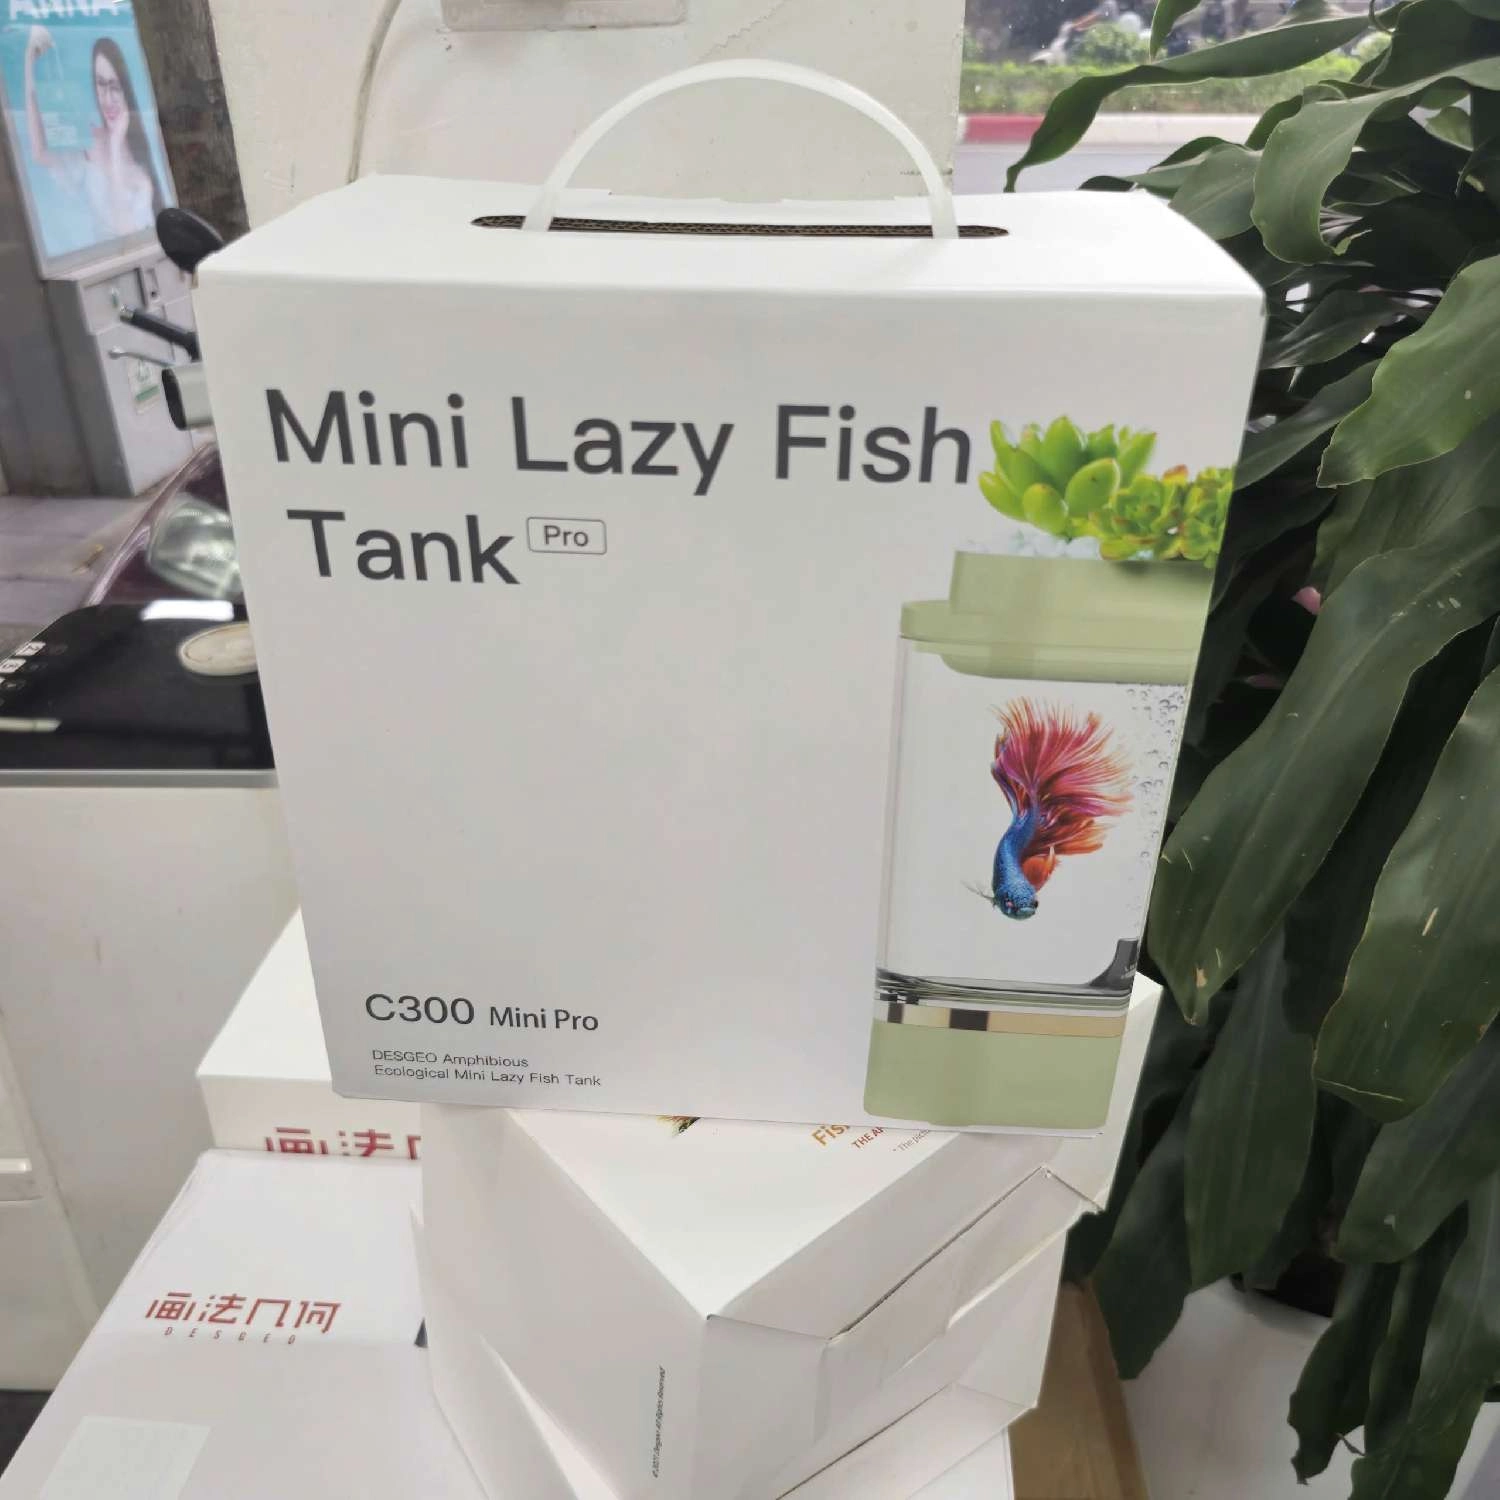 Mini Lazy Fish
Tank Pro
C300 Mini Pro
DESGEO Amphibious
Ecological Mini Lazy Fish Tank
画法几何
DESGEO